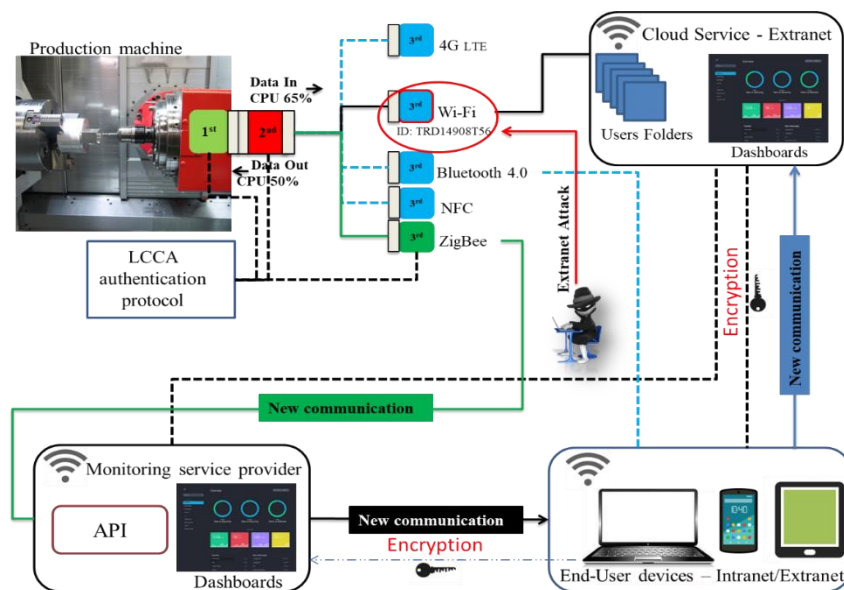 Production machine
1st
2nd
Data In
CPU 65%
Data Out
CPU 50%
LCCA
authentication
protocol
3rd
4G LTE
3rd
Wi-Fi
ID: TRD14908T56
3rd
Bluetooth 4.0
3rd
NFC
3rd
ZigBee
Extranet Attack
Cloud Service - Extranet
Users Folders
Dashboards
Encryption
New communication
New communication
Monitoring service provider
API
Dashboards
New communication
Encryption
10:40
End-User devices – Intranet/Extranet